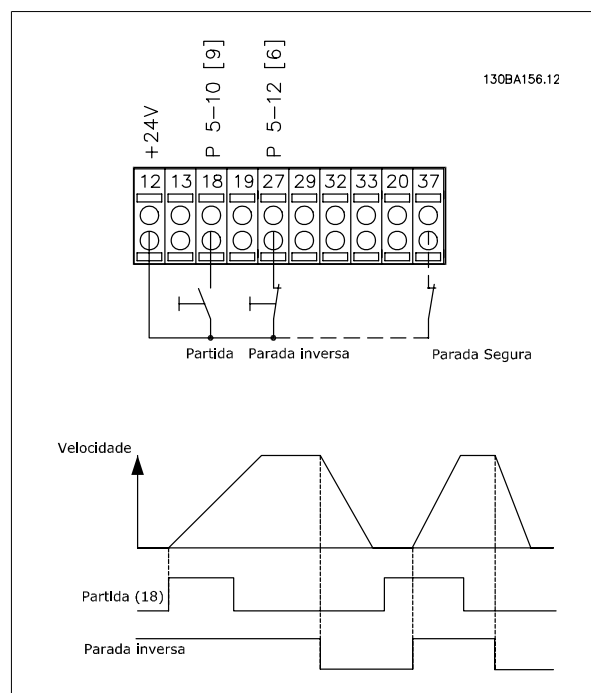 +24V
P 5-10 [9]
P 5-12 [6]
130BA156.12
12 13 18 19 27 29 32 33 20 37
Partida Parada inversa Parada Segura
Velocidade
Partida (18)
Parada inversa